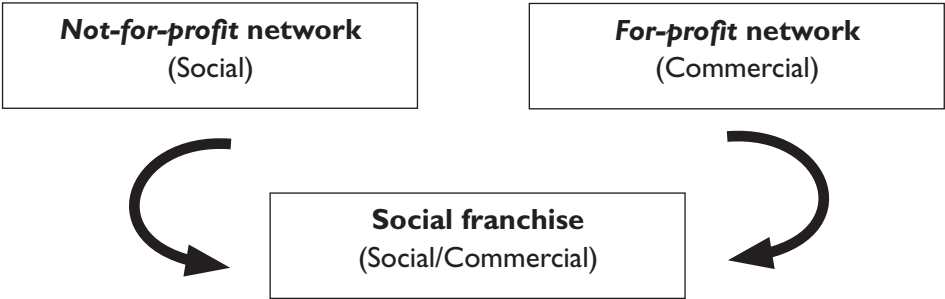 Not-for-profit network
(Social)
For-profit network
(Commercial)
Social franchise
(Social/Commercial)